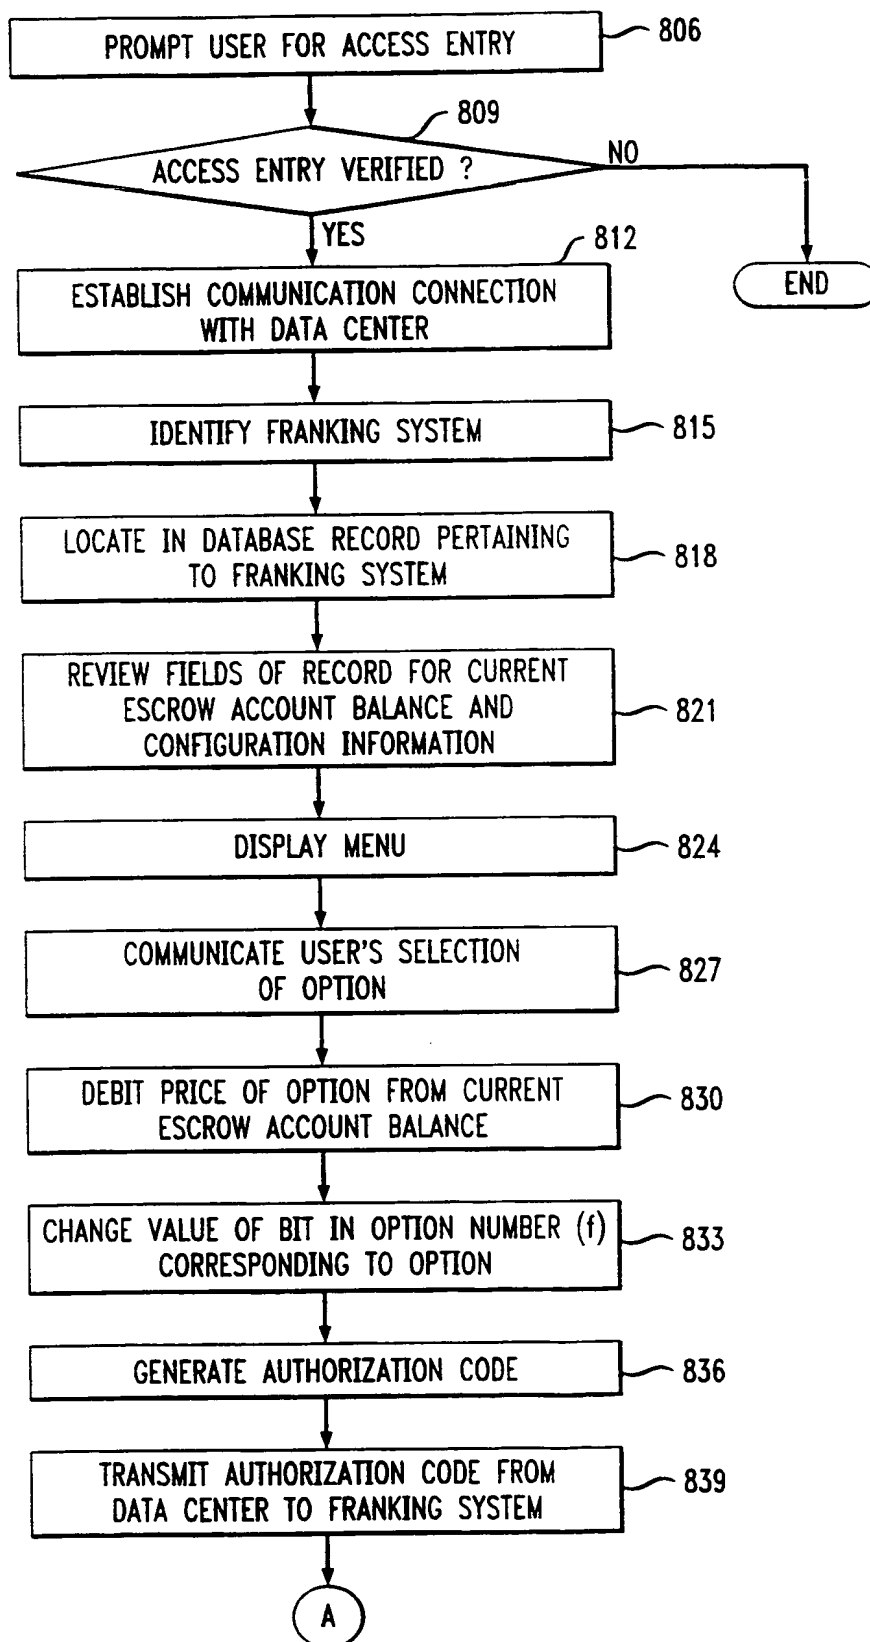 PROMPT USER FOR ACCESS ENTRY
806
809
ACCESS ENTRY VERIFIED ?
NO
YES
812
ESTABLISH COMMUNICATION CONNECTION
WITH DATA CENTER
END
IDENTIFY FRANKING SYSTEM
815
LOCATE IN DATABASE RECORD PERTAINING
TO FRANKING SYSTEM
818
REVIEW FIELDS OF RECORD FOR CURRENT
ESCROW ACCOUNT BALANCE AND
CONFIGURATION INFORMATION
821
DISPLAY MENU
824
COMMUNICATE USER'S SELECTION
OF OPTION
827
DEBIT PRICE OF OPTION FROM CURRENT
ESCROW ACCOUNT BALANCE
830
CHANGE VALUE OF BIT IN OPTION NUMBER (f)
CORRESPONDING TO OPTION
833
GENERATE AUTHORIZATION CODE
836
TRANSMIT AUTHORIZATION CODE FROM
DATA CENTER TO FRANKING SYSTEM
839
A